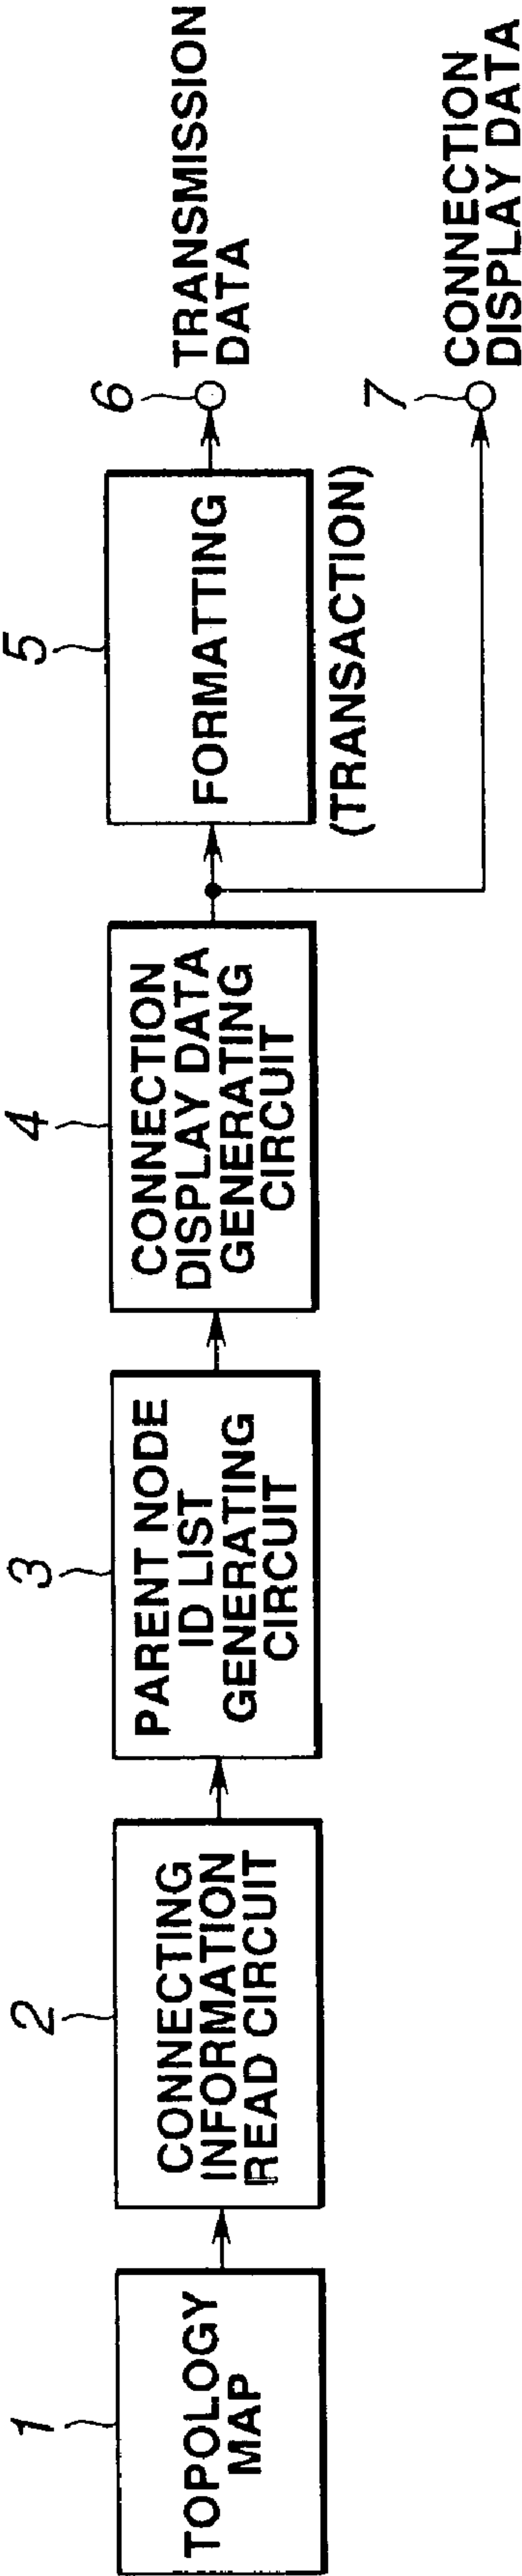 1
TOPOLOGY
MAP
2
CONNECTING
INFORMATION
READ CIRCUIT
3
PARENT NODE
ID LIST
GENERATING
CIRCUIT
4
CONNECTION
DISPLAY DATA
GENERATING
CIRCUIT
5
FORMATTING
(TRANSACTION)
6
TRANSMISSION
DATA
7
CONNECTION
DISPLAY DATA